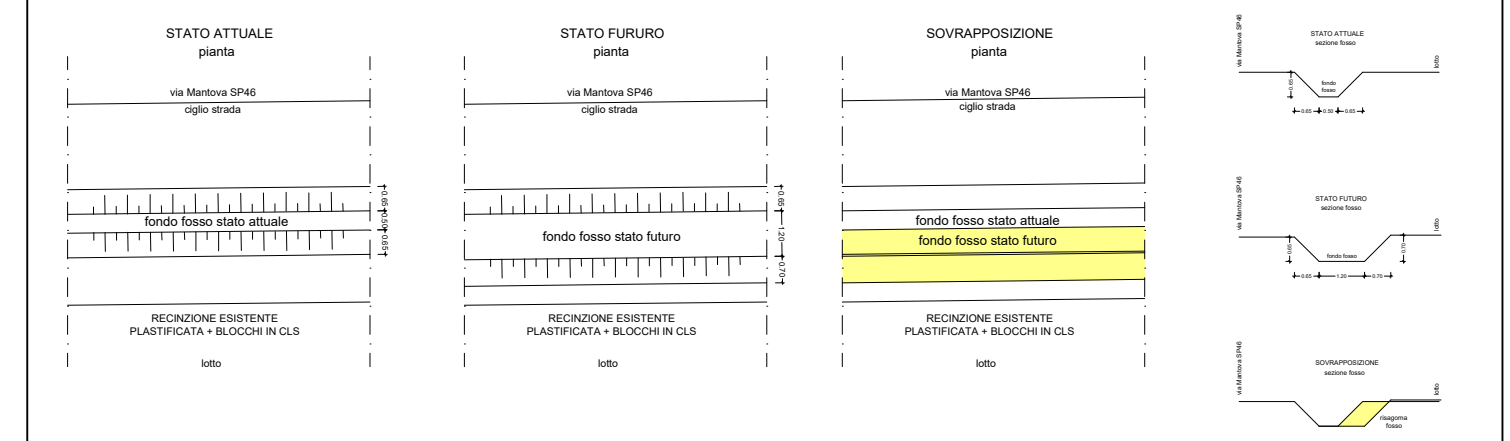 STATO ATTUALE
pianta
via Mantova SP46
ciglio strada
fondo fosso stato attuale
0.65
0.50
0.65
RECINZIONE ESISTENTE
PLASTIFICATA + BLOCCHI IN CLS
lotto
STATO FURURO
pianta
via Mantova SP46
ciglio strada
fondo fosso stato futuro
0.65
1.20
0.70
RECINZIONE ESISTENTE
PLASTIFICATA + BLOCCHI IN CLS
lotto
SOVRAPPOSIZIONE
pianta
via Mantova SP46
ciglio strada
fondo fosso stato attuale
fondo fosso stato futuro
RECINZIONE ESISTENTE
PLASTIFICATA + BLOCCHI IN CLS
lotto
via Mantova SP46
STATO ATTUALE
sezione fosso
lotto
0.65
fondo
fosso
0.65 0.50 0.65
via Mantova SP46
STATO FUTURO
sezione fosso
lotto
0.65
fondo fosso
0.70
0.65 1.20 0.70
via Mantova SP46
SOVRAPPOSIZIONE
sezione fosso
lotto
risagoma
fosso